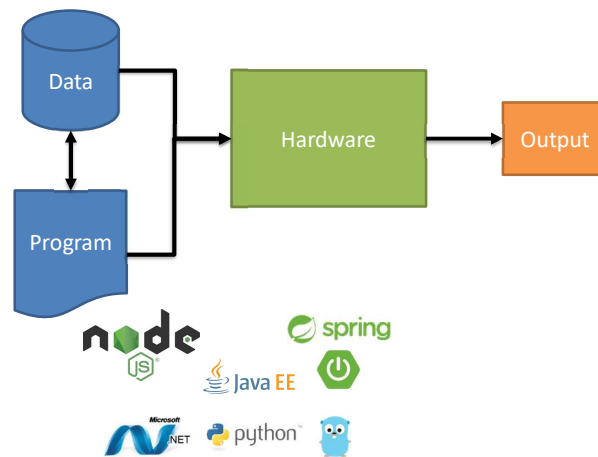 Data
Hardware
Output
Program
node
JS
spring
Java EE
Microsoft
.NET
python